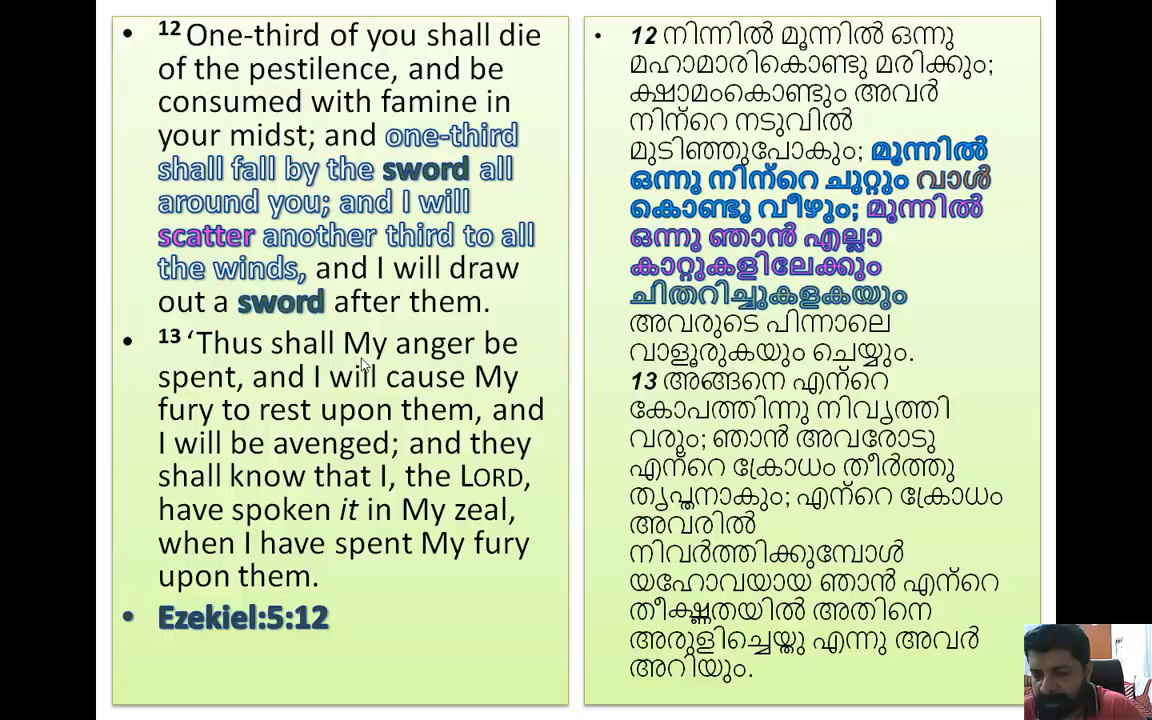 • 12 One-third of you shall die
of the pestilence, and be
consumed with famine in
your midst; and one-third
shall fall by the sword all
around you; and I will
scatter another third to all
the winds, and I will draw
out a sword after them.
• 13 ‘Thus shall My anger be
spent, and I will cause My
fury to rest upon them, and
I will be avenged; and they
shall know that I, the LORD,
have spoken it in My zeal,
when I have spent My fury
upon them.
• Ezekiel:5:12
• 12 നിന്നിൽ മൂന്നിൽ ഒന്നു
മഹാമാരികൊണ്ടു മരിക്കും;
ക്ഷാമംകൊണ്ടും അവർ
നിന്റെ നടുവിൽ
മുടിഞ്ഞുപോകും; മൂന്നിൽ
ഒന്നു നിന്റെ ചുറ്റും വാൾ
കൊണ്ടു വീഴും; മൂന്നിൽ
ഒന്നു ഞാൻ എല്ലാ
കാറ്റുകളിലേക്കും
ചിതറിച്ചുകളകയും
അവരുടെ പിന്നാലെ
വാളൂരുകയും ചെയ്യും.
13 അങ്ങനെ എന്റെ
കോപത്തിന്നു നിവൃത്തി
വരും; ഞാൻ അവരോടു
എന്റെ ക്രോധം തീർത്തു
തൃപ്തനാകും; എന്റെ ക്രോധം
അവരിൽ
നിവർത്തിക്കുമ്പോൾ
യഹോവയായ ഞാൻ എന്റെ
തീക്ഷ്ണതയിൽ അതിനെ
അരുളിച്ചെയ്തു എന്നു അവർ
അറിയും.